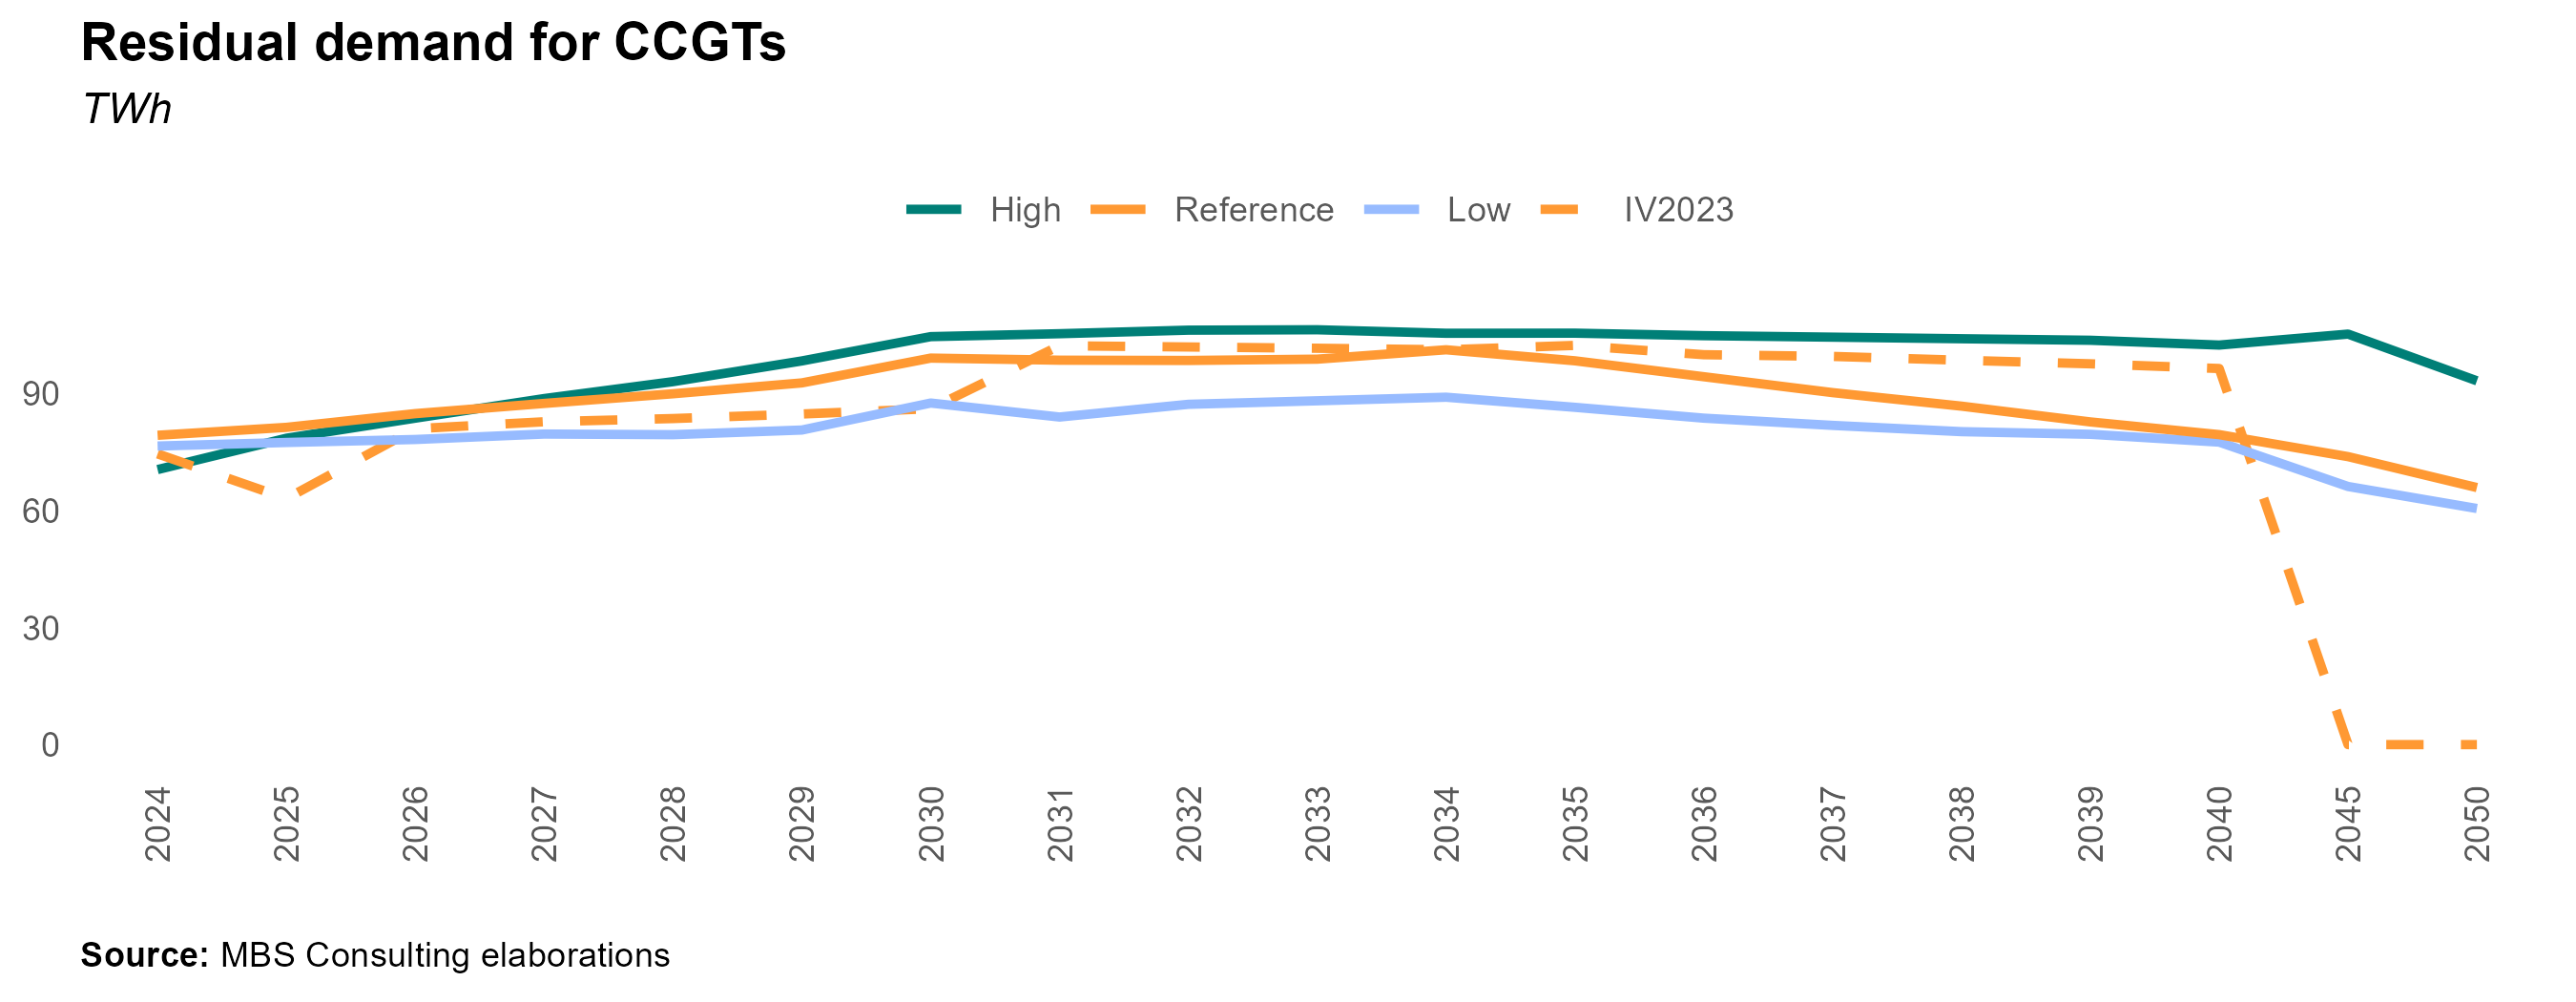 Residual demand for CCGTs
TWh
High Reference Low IV2023
90
60
30
0
2024 2025 2026 2027 2028 2029 2030 2031 2032 2033 2034 2035 2036 2037 2038 2039 2040 2045 2050
Source: MBS Consulting elaborations